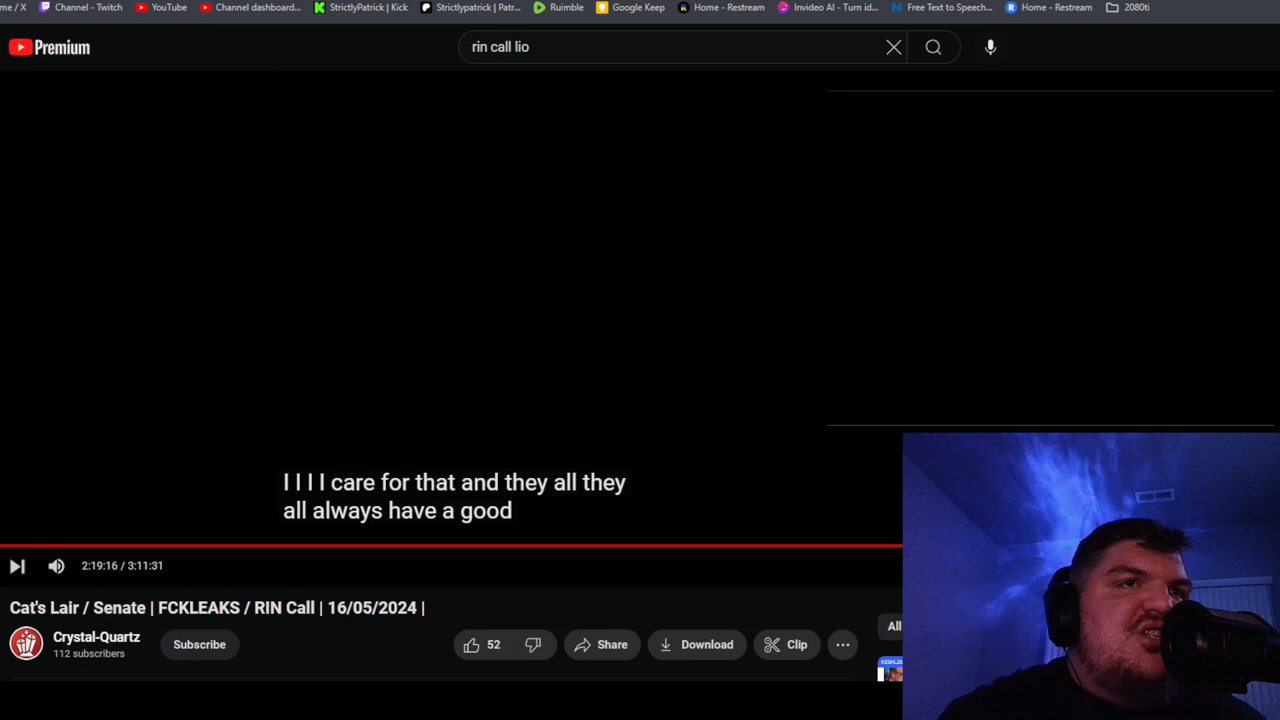 me / X
Channel - Twitch
YouTube
Channel dashboard...
StrictlyPatrick | Kick
Strictlypatrick | Patr...
Rumble
Google Keep
Home - Restream
Invideo AI - Turn id...
Free Text to Speech...
Home - Restream
2080ti
Premium
rin call lio
I I I I care for that and they all they
all always have a good
2:19:16 / 3:11:31
Cat's Lair / Senate | FCKLEAKS / RIN Call | 16/05/2024 |
Crystal-Quartz
112 subscribers
Subscribe
52
Share
Download
Clip
All